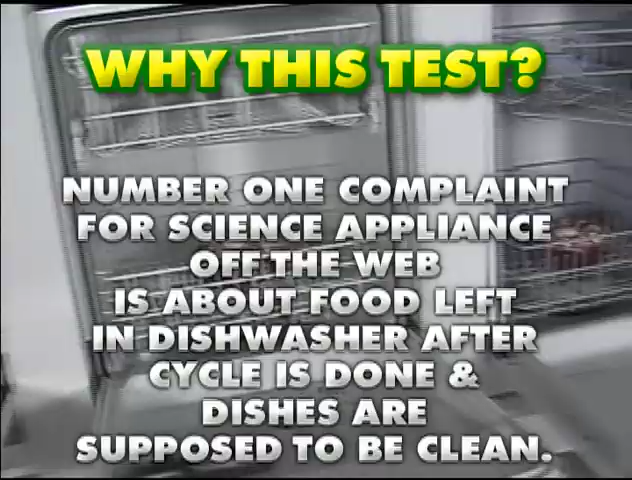 WHY THIS TEST?
NUMBER ONE COMPLAINT
FOR SCIENCE APPLIANCE
OFF THE WEB
IS ABOUT FOOD LEFT
IN DISHWASHER AFTER
CYCLE IS DONE &
DISHES ARE
SUPPOSED TO BE CLEAN.